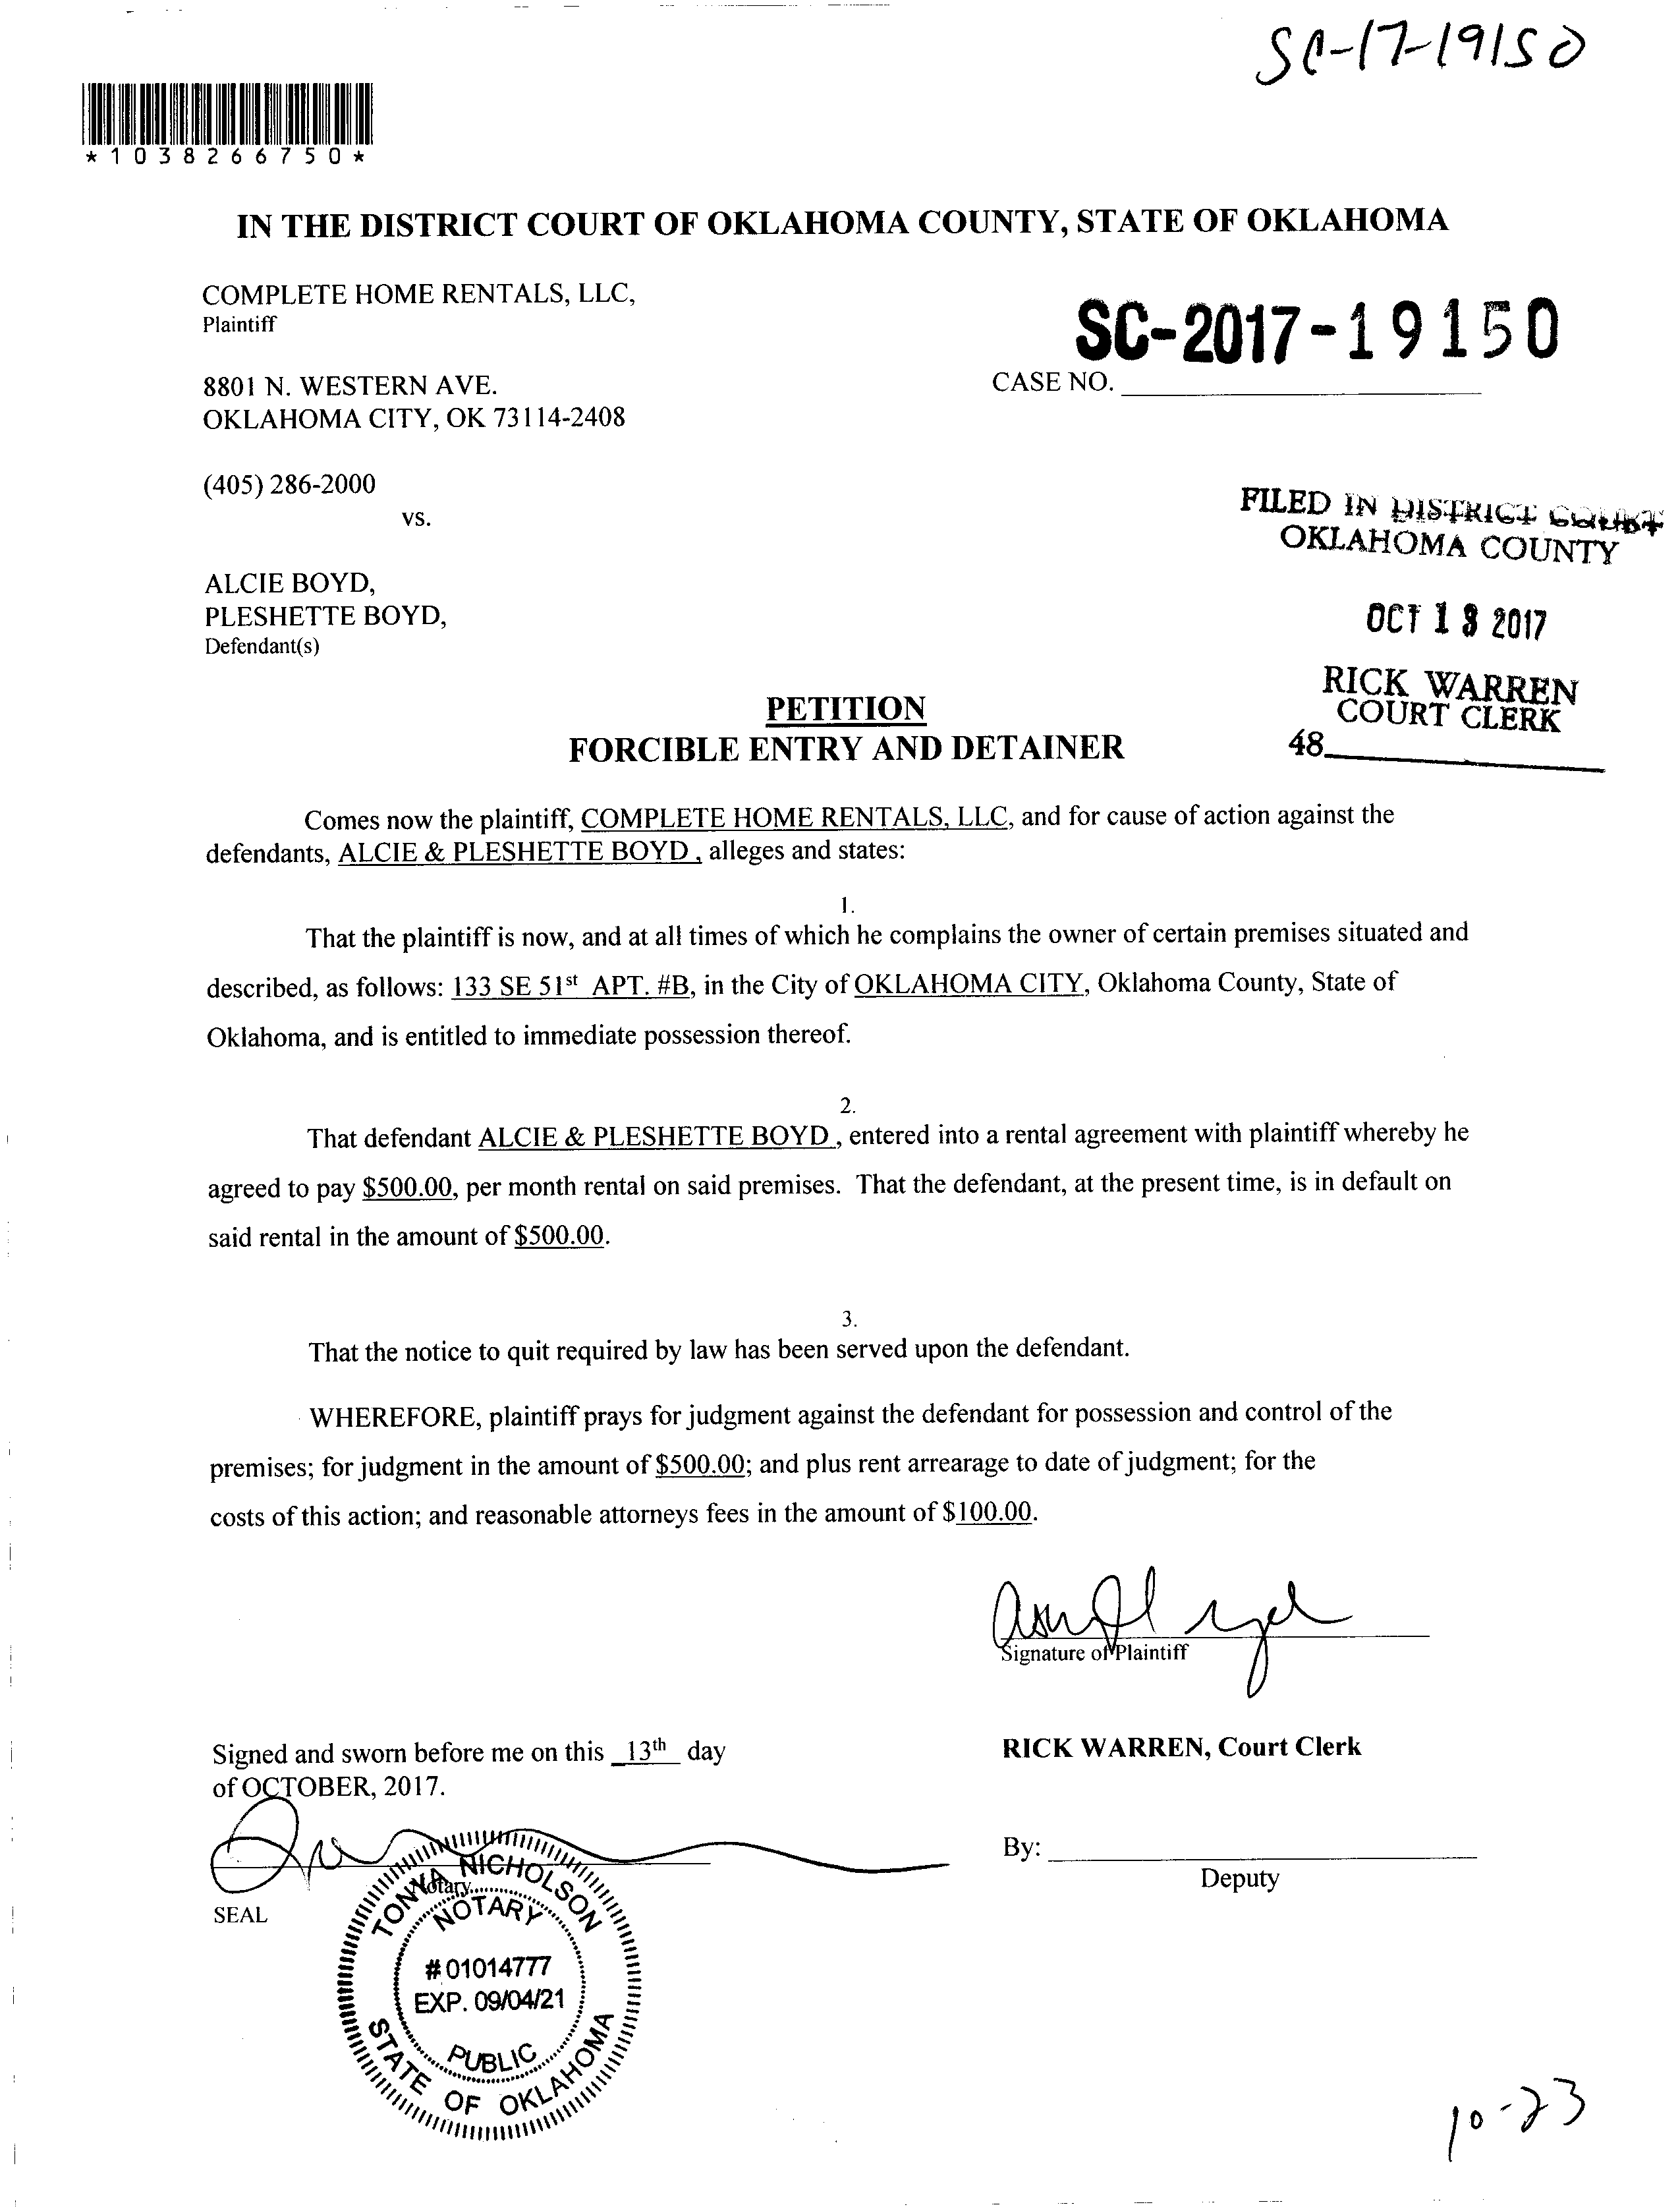 SC-17-19150
*1038266750*
IN THE DISTRICT COURT OF OKLAHOMA COUNTY, STATE OF OKLAHOMA
COMPLETE HOME RENTALS, LLC,
Plaintiff
SC-2017-19150
8801 N. WESTERN AVE.
CASE NO.
OKLAHOMA CITY, OK 73114-2408
(405) 286-2000
vs.
FILED IN DISTRICT COURT
OKLAHOMA COUNTY
ALCIE BOYD,
PLESHETTE BOYD,
Defendant(s)
OCT 13 2017
RICK WARREN
COURT CLERK
48
PETITION
FORCIBLE ENTRY AND DETAINER
Comes now the plaintiff, COMPLETE HOME RENTALS, LLC, and for cause of action against the
defendants, ALCIE & PLESHETTE BOYD , alleges and states:
1.
That the plaintiff is now, and at all times of which he complains the owner of certain premises situated and
described, as follows: 133 SE 51st APT. #B, in the City of OKLAHOMA CITY, Oklahoma County, State of
Oklahoma, and is entitled to immediate possession thereof.
2.
That defendant ALCIE & PLESHETTE BOYD , entered into a rental agreement with plaintiff whereby he
agreed to pay $500.00, per month rental on said premises. That the defendant, at the present time, is in default on
said rental in the amount of $500.00.
3.
That the notice to quit required by law has been served upon the defendant.
WHEREFORE, plaintiff prays for judgment against the defendant for possession and control of the
premises; for judgment in the amount of $500.00; and plus rent arrearage to date of judgment; for the
costs of this action; and reasonable attorneys fees in the amount of $100.00.
Signature of Plaintiff
Signed and sworn before me on this 13th day
of OCTOBER, 2017.
RICK WARREN, Court Clerk
By:
Deputy
Notary
SEAL
TONYA NICHOLSON
NOTARY
#01014777
EXP. 09/04/21
PUBLIC
STATE OF OKLAHOMA
10-23